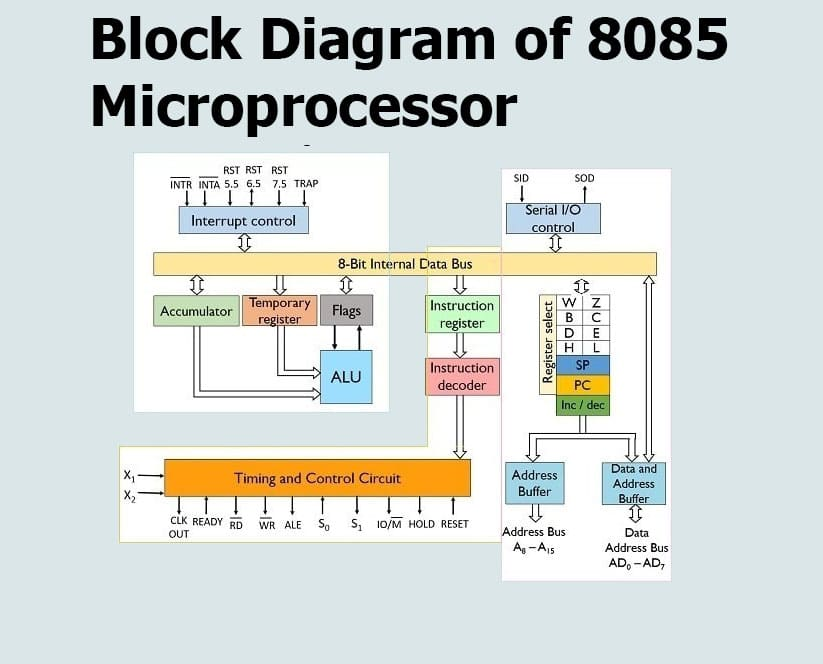 Block Diagram of 8085
Microprocessor
RST RST RST
INTR INTA 5.5 6.5 7.5 TRAP
Interrupt control
SID SOD
Serial I/O
control
8-Bit Internal Data Bus
Accumulator
Temporary
register
Flags
ALU
Instruction
register
Instruction
decoder
Register select
W Z
B C
D E
H L
SP
PC
Inc / dec
X₁
X₂
Timing and Control Circuit
CLK READY R̅D̅ W̅R̅ ALE S₀ S₁ IO/M̅ HOLD RESET
OUT
Address
Buffer
Data and
Address
Buffer
Address Bus
A₈ – A₁₅
Data
Address Bus
AD₀ – AD₇